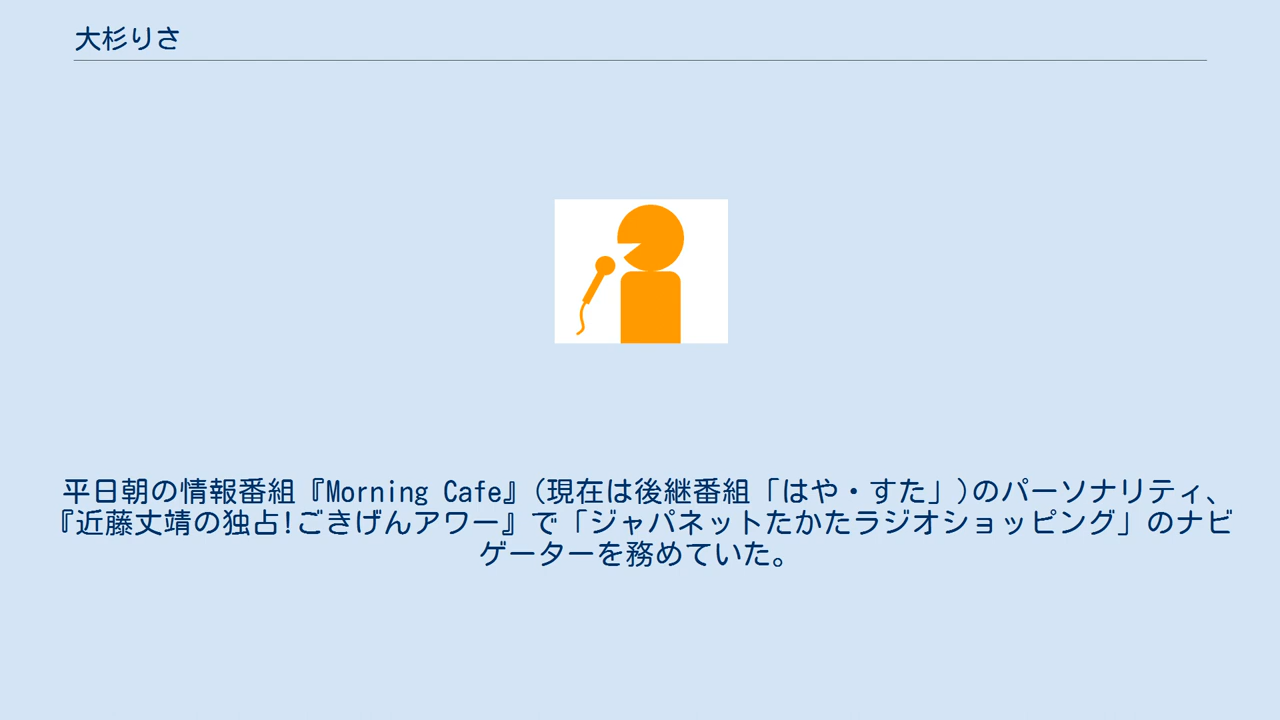 大杉りさ
平日朝の情報番組『Morning Cafe』(現在は後継番組「はや・すた」)のパーソナリティ、
『近藤丈靖の独占!ごきげんアワー』で「ジャパネットたかたラジオショッピング」のナビ
ゲーターを務めていた。